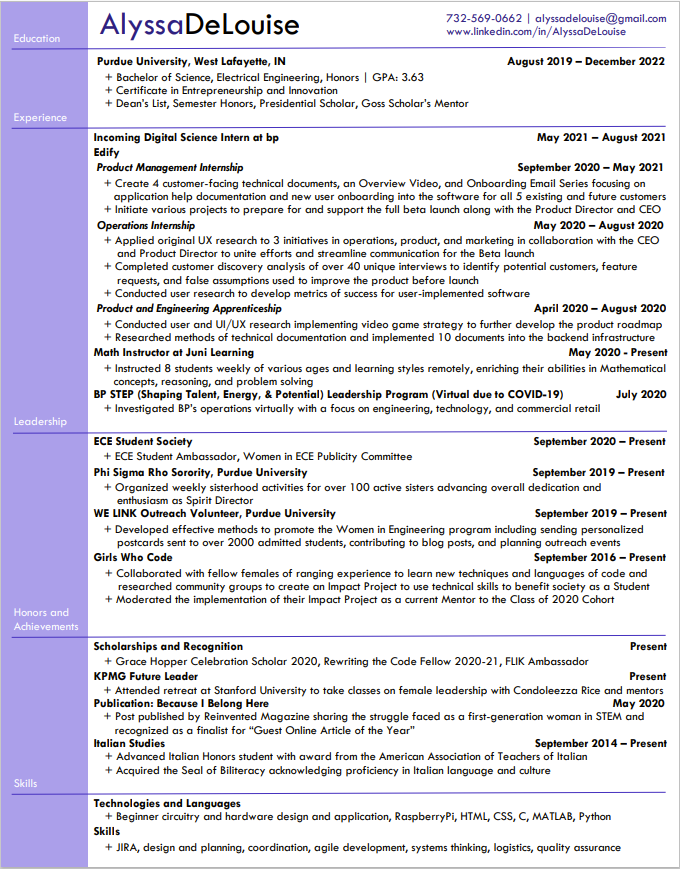 AlyssaDeLouise
732-569-0662 | alyssadelouise@gmail.com
www.linkedin.com/in/AlyssaDeLouise
Education
Purdue University, West Lafayette, IN August 2019 – December 2022
+ Bachelor of Science, Electrical Engineering, Honors | GPA: 3.63
+ Certificate in Entrepreneurship and Innovation
+ Dean's List, Semester Honors, Presidential Scholar, Goss Scholar's Mentor
Experience
Incoming Digital Science Intern at bp May 2021 – August 2021
Edify
Product Management Internship September 2020 – May 2021
+ Create 4 customer-facing technical documents, an Overview Video, and Onboarding Email Series focusing on
application help documentation and new user onboarding into the software for all 5 existing and future customers
+ Initiate various projects to prepare for and support the full beta launch along with the Product Director and CEO
Operations Internship May 2020 – August 2020
+ Applied original UX research to 3 initiatives in operations, product, and marketing in collaboration with the CEO
and Product Director to unite efforts and streamline communication for the Beta launch
+ Completed customer discovery analysis of over 40 unique interviews to identify potential customers, feature
requests, and false assumptions used to improve the product before launch
+ Conducted user research to develop metrics of success for user-implemented software
Product and Engineering Apprenticeship April 2020 – August 2020
+ Conducted user and UI/UX research implementing video game strategy to further develop the product roadmap
+ Researched methods of technical documentation and implemented 10 documents into the backend infrastructure
Math Instructor at Juni Learning May 2020 - Present
+ Instructed 8 students weekly of various ages and learning styles remotely, enriching their abilities in Mathematical
concepts, reasoning, and problem solving
BP STEP (Shaping Talent, Energy, & Potential) Leadership Program (Virtual due to COVID-19) July 2020
+ Investigated BP's operations virtually with a focus on engineering, technology, and commercial retail
Leadership
ECE Student Society September 2020 – Present
+ ECE Student Ambassador, Women in ECE Publicity Committee
Phi Sigma Rho Sorority, Purdue University September 2019 – Present
+ Organized weekly sisterhood activities for over 100 active sisters advancing overall dedication and
enthusiasm as Spirit Director
WE LINK Outreach Volunteer, Purdue University September 2019 – Present
+ Developed effective methods to promote the Women in Engineering program including sending personalized
postcards sent to over 2000 admitted students, contributing to blog posts, and planning outreach events
Girls Who Code September 2016 – Present
+ Collaborated with fellow females of ranging experience to learn new techniques and languages of code and
researched community groups to create an Impact Project to use technical skills to benefit society as a Student
+ Moderated the implementation of their Impact Project as a current Mentor to the Class of 2020 Cohort
Honors and
Achievements
Scholarships and Recognition Present
+ Grace Hopper Celebration Scholar 2020, Rewriting the Code Fellow 2020-21, FLIK Ambassador
KPMG Future Leader Present
+ Attended retreat at Stanford University to take classes on female leadership with Condoleezza Rice and mentors
Publication: Because I Belong Here May 2020
+ Post published by Reinvented Magazine sharing the struggle faced as a first-generation woman in STEM and
recognized as a finalist for “Guest Online Article of the Year”
Italian Studies September 2014 – Present
+ Advanced Italian Honors student with award from the American Association of Teachers of Italian
+ Acquired the Seal of Biliteracy acknowledging proficiency in Italian language and culture
Skills
Technologies and Languages
+ Beginner circuitry and hardware design and application, RaspberryPi, HTML, CSS, C, MATLAB, Python
Skills
+ JIRA, design and planning, coordination, agile development, systems thinking, logistics, quality assurance